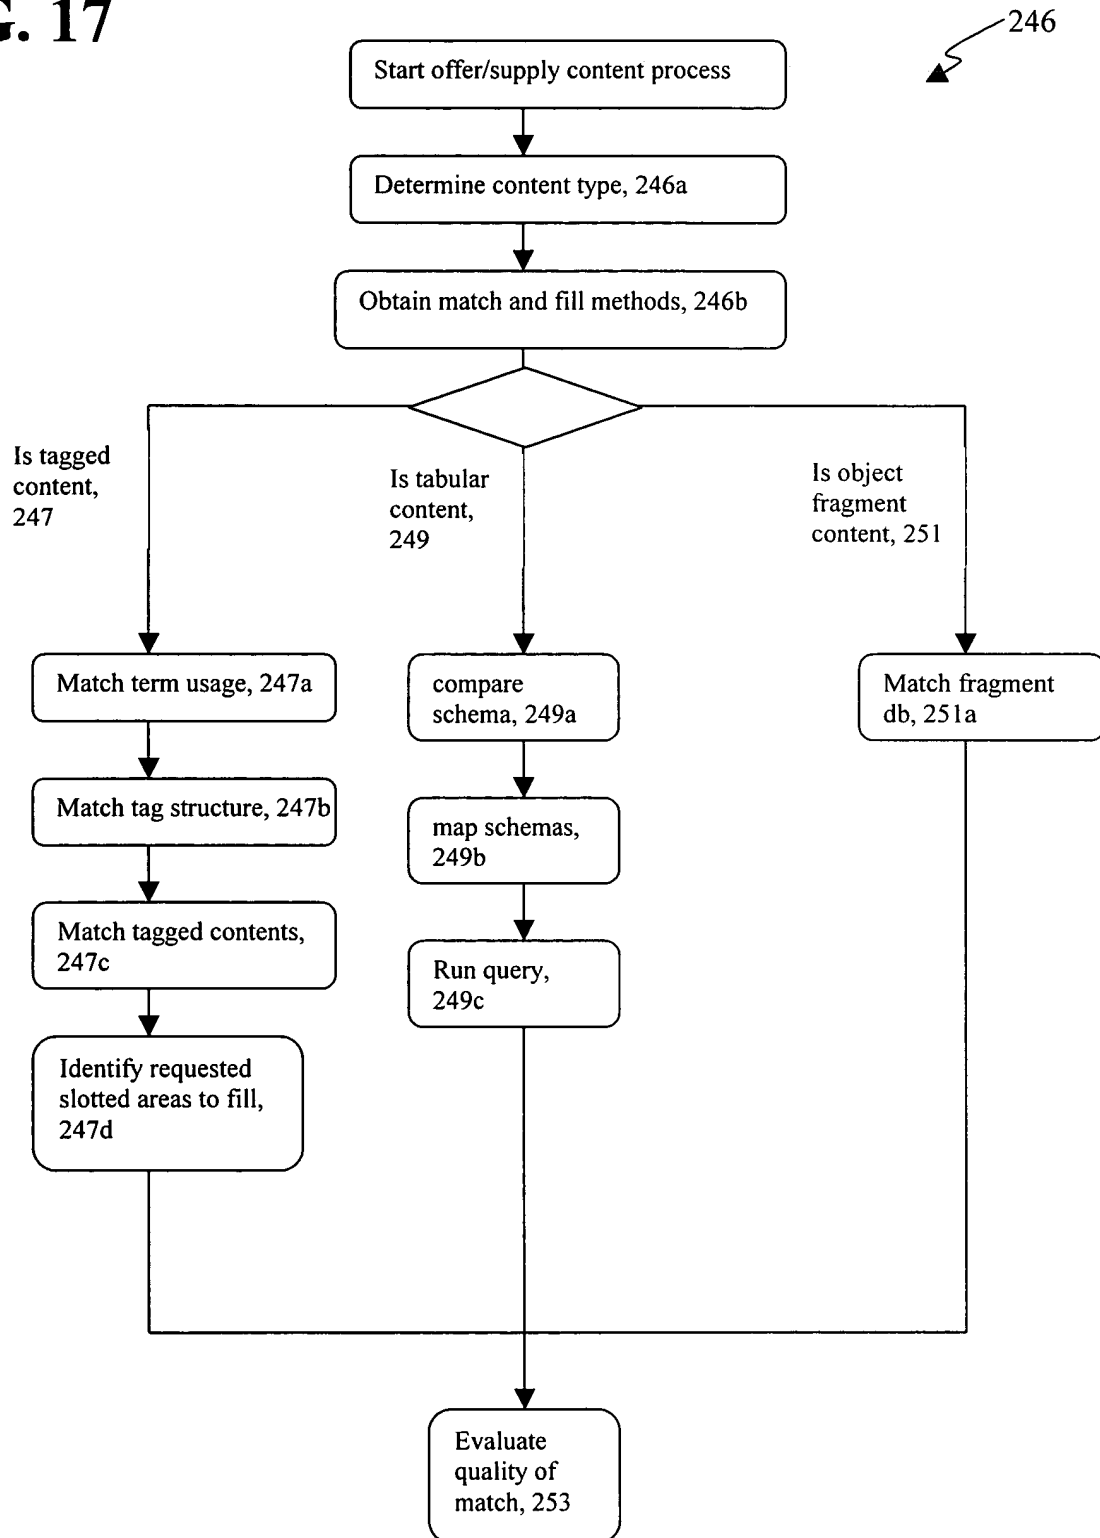 G. 17
246
Start offer/supply content process
Determine content type, 246a
Obtain match and fill methods, 246b
Is tagged
content,
247
Is tabular
content,
249
Is object
fragment
content, 251
Match term usage, 247a
Match tag structure, 247b
Match tagged contents,
247c
Identify requested
slotted areas to fill,
247d
compare
schema, 249a
map schemas,
249b
Run query,
249c
Match fragment
db, 251a
Evaluate
quality of
match, 253